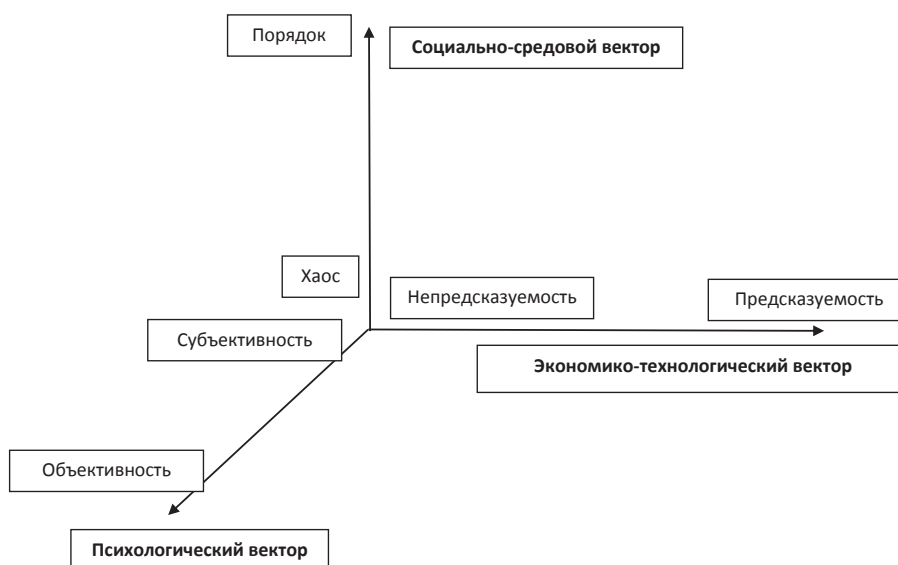 Порядок
Социально-средовой вектор
Хаос
Непредсказуемость
Предсказуемость
Субъективность
Экономико-технологический вектор
Объективность
Психологический вектор